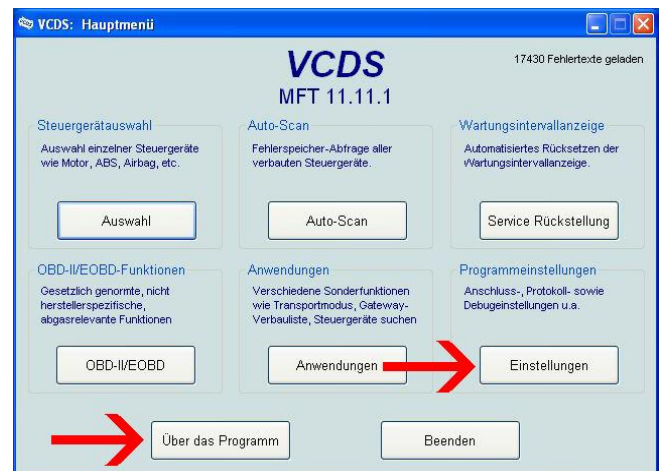 VCDS: Hauptmenü
VCDS
MFT 11.11.1
17430 Fehlertexte geladen
Steuergerätauswahl
Auswahl einzelner Steuergeräte
wie Motor, ABS, Airbag, etc.
Auswahl
Auto-Scan
Fehlerspeicher-Abfrage aller
verbauten Steuergeräte.
Auto-Scan
Wartungsintervallanzeige
Automatisiertes Rücksetzen der
Wartungsintervallanzeige.
Service Rückstellung
OBD-II/EOBD-Funktionen
Gesetzlich genormte, nicht
herstellerspezifische,
abgasrelevante Funktionen
OBD-II/EOBD
Anwendungen
Verschiedene Sonderfunktionen
wie Transportmodus, Gateway-
Verbauliste, Steuergeräte suchen
Anwendungen
Programmeinstellungen
Anschluss-, Protokoll- sowie
Debugeinstellungen u.a.
Einstellungen
Über das Programm
Beenden